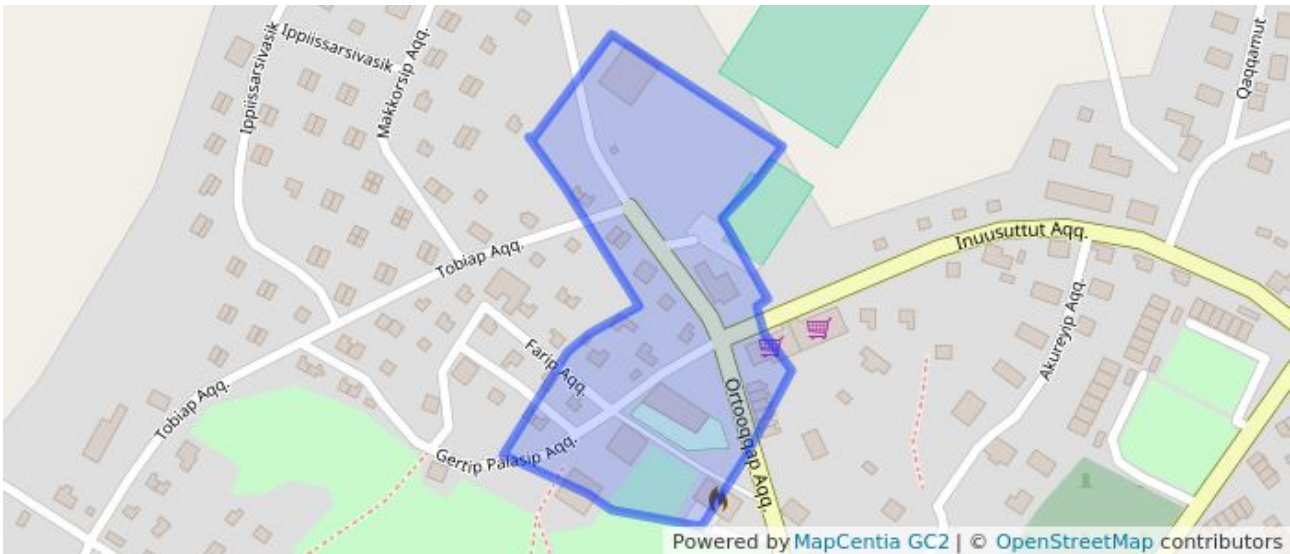 Ippiissarsivasik
Makkorsip Aqq.
Ippiissarsivasik
Qaqqamut
Tobiap Aqq.
Inuusuttut Aqq.
Akureyip Aqq.
Farip Aqq.
Tobiap Aqq.
Gertip Palasip Aqq.
Ortooqqap Aqq.
Powered by MapCentia GC2 | © OpenStreetMap contributors